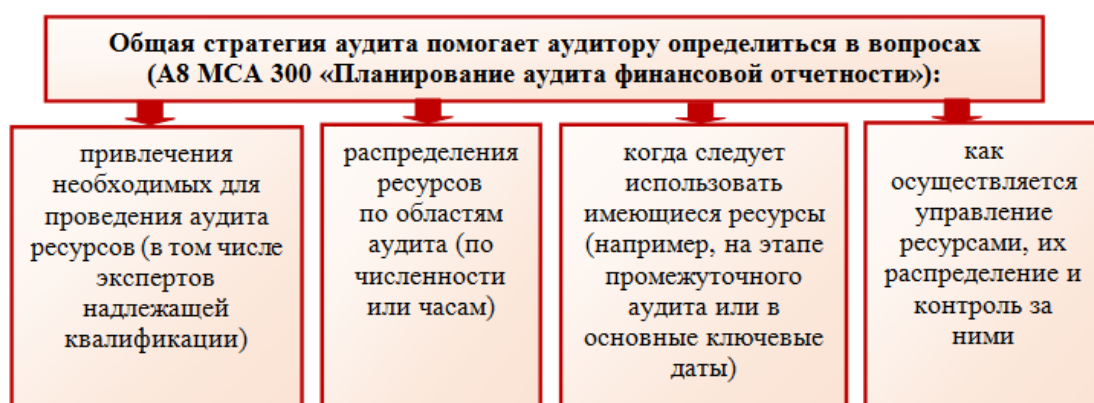 Общая стратегия аудита помогает аудитору определиться в вопросах
(А8 МСА 300 «Планирование аудита финансовой отчетности»):
привлечения
необходимых для
проведения аудита
ресурсов (в том числе
экспертов
надлежащей
квалификации)
распределения
ресурсов
по областям
аудита (по
численности
или часам)
когда следует
использовать
имеющиеся ресурсы
(например, на этапе
промежуточного
аудита или в
основные ключевые
даты)
как
осуществляется
управление
ресурсами, их
распределение и
контроль за
ними